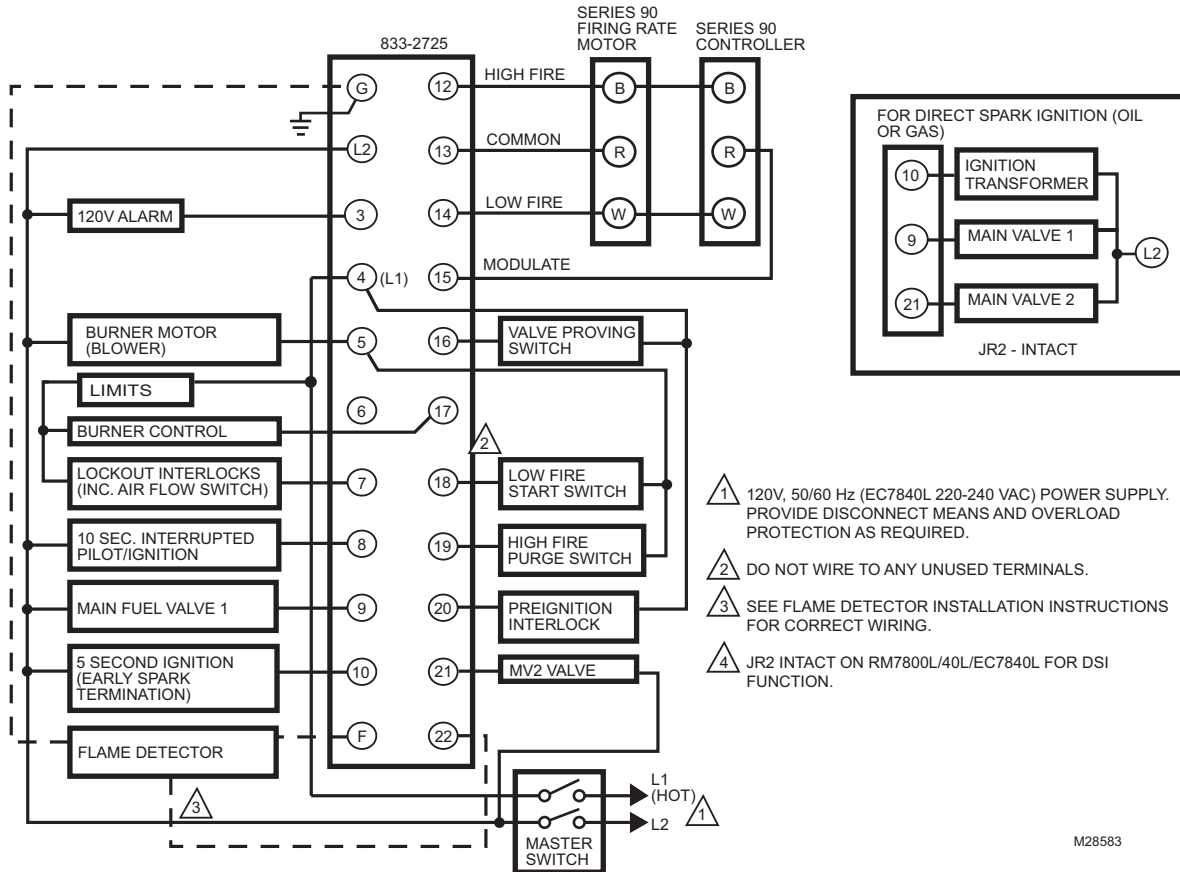 SERIES 90
FIRING RATE
MOTOR
SERIES 90
CONTROLLER
833-2725
G
12
HIGH FIRE
B
B
L2
13
COMMON
R
R
120V ALARM
3
14
LOW FIRE
W
W
4
(L1)
15
MODULATE
BURNER MOTOR
(BLOWER)
5
16
VALVE PROVING
SWITCH
LIMITS
BURNER CONTROL
6
17
2
LOCKOUT INTERLOCKS
(INC. AIR FLOW SWITCH)
7
18
LOW FIRE
START SWITCH
10 SEC. INTERRUPTED
PILOT/IGNITION
8
19
HIGH FIRE
PURGE SWITCH
MAIN FUEL VALVE 1
9
20
PREIGNITION
INTERLOCK
5 SECOND IGNITION
(EARLY SPARK
TERMINATION)
10
21
MV2 VALVE
FLAME DETECTOR
F
22
3
L1
(HOT)
1
L2
MASTER
SWITCH
FOR DIRECT SPARK IGNITION (OIL
OR GAS)
10
IGNITION
TRANSFORMER
9
MAIN VALVE 1
L2
21
MAIN VALVE 2
JR2 - INTACT
1 120V, 50/60 Hz (EC7840L 220-240 VAC) POWER SUPPLY.
PROVIDE DISCONNECT MEANS AND OVERLOAD
PROTECTION AS REQUIRED.
2 DO NOT WIRE TO ANY UNUSED TERMINALS.
3 SEE FLAME DETECTOR INSTALLATION INSTRUCTIONS
FOR CORRECT WIRING.
4 JR2 INTACT ON RM7800L/40L/EC7840L FOR DSI
FUNCTION.
M28583